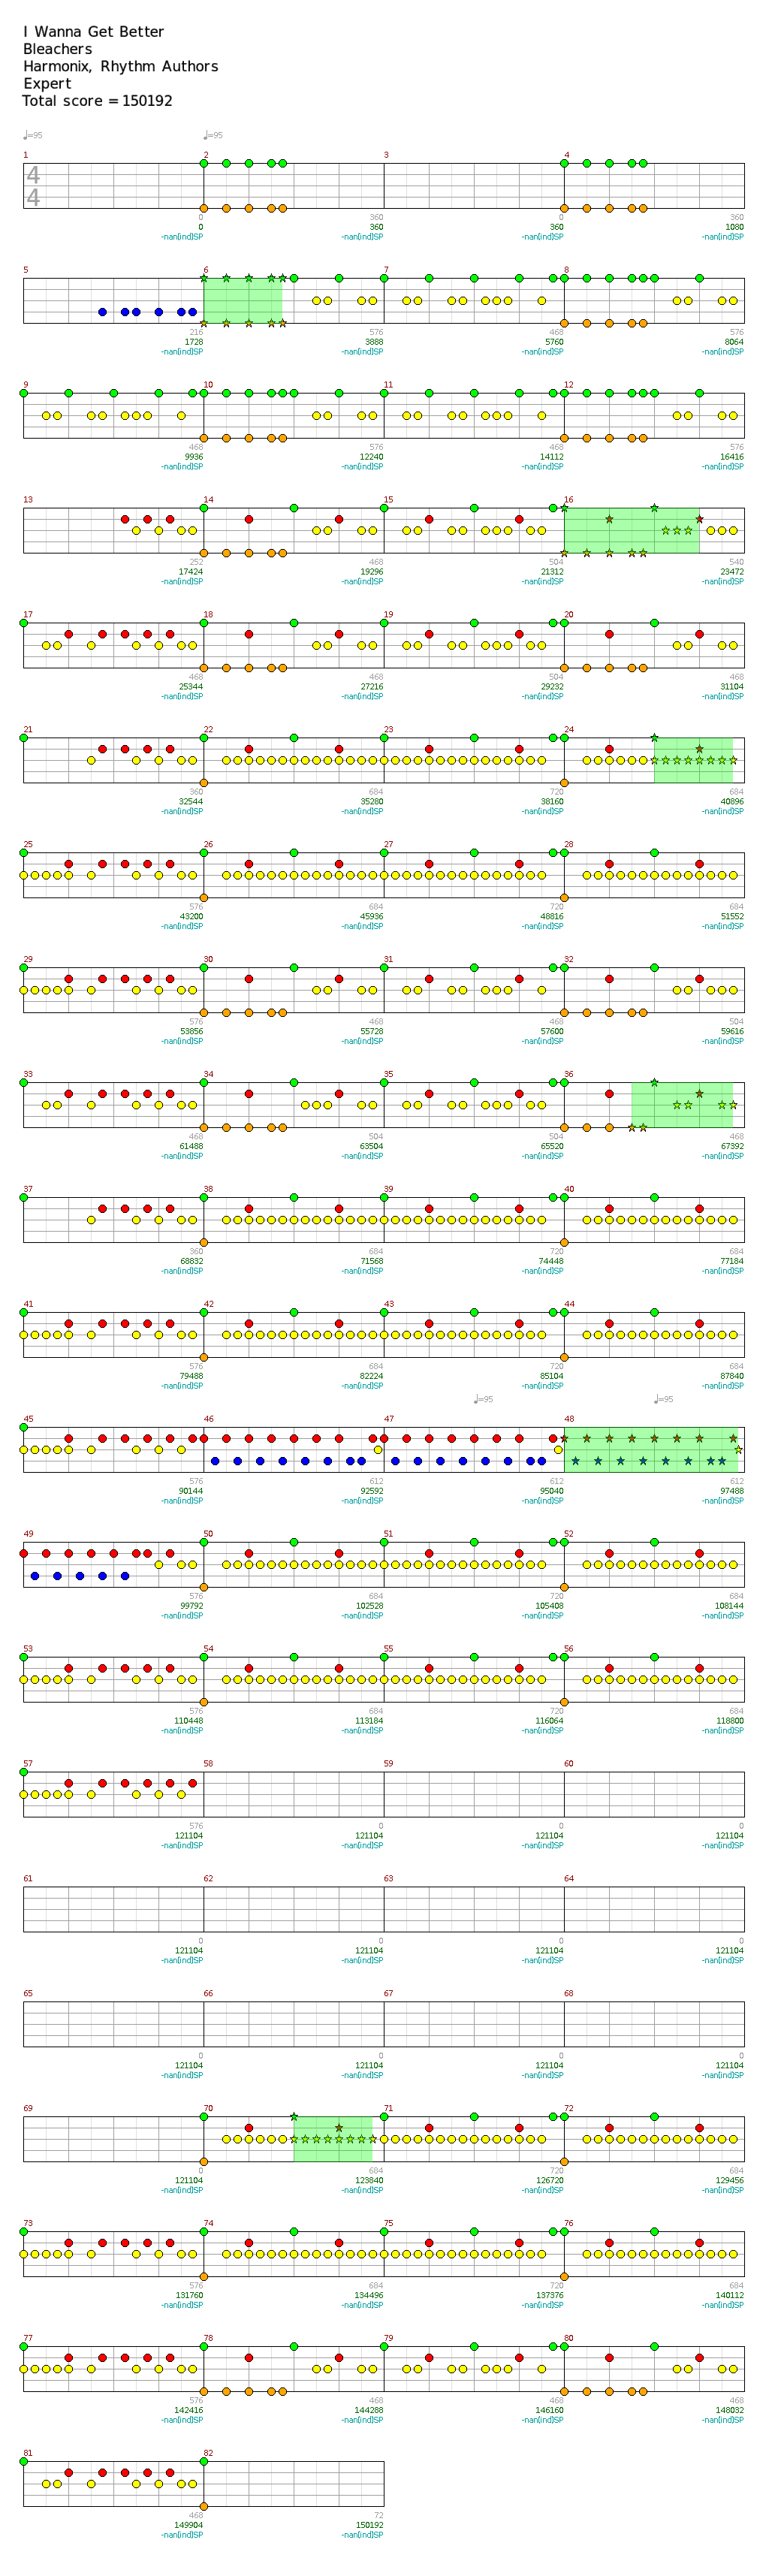 I Wanna Get Better
Bleachers
Harmonix, Rhythm Authors
Expert
Total score = 150192
♩=95 ♩=95
1 2 3 4
4
4
0 360 0 360
0 360 360 1080
-nan(ind)SP -nan(ind)SP -nan(ind)SP -nan(ind)SP
5 6 7 8
216 576 468 576
1728 3888 5760 8064
-nan(ind)SP -nan(ind)SP -nan(ind)SP -nan(ind)SP
9 10 11 12
468 576 468 576
9936 12240 14112 16416
-nan(ind)SP -nan(ind)SP -nan(ind)SP -nan(ind)SP
13 14 15 16
252 468 504 540
17424 19296 21312 23472
-nan(ind)SP -nan(ind)SP -nan(ind)SP -nan(ind)SP
17 18 19 20
468 468 504 468
25344 27216 29232 31104
-nan(ind)SP -nan(ind)SP -nan(ind)SP -nan(ind)SP
21 22 23 24
360 684 720 684
32544 35280 38160 40896
-nan(ind)SP -nan(ind)SP -nan(ind)SP -nan(ind)SP
25 26 27 28
576 684 720 684
43200 45936 48816 51552
-nan(ind)SP -nan(ind)SP -nan(ind)SP -nan(ind)SP
29 30 31 32
576 468 468 504
53856 55728 57600 59616
-nan(ind)SP -nan(ind)SP -nan(ind)SP -nan(ind)SP
33 34 35 36
468 504 504 468
61488 63504 65520 67392
-nan(ind)SP -nan(ind)SP -nan(ind)SP -nan(ind)SP
37 38 39 40
360 684 720 684
68832 71568 74448 77184
-nan(ind)SP -nan(ind)SP -nan(ind)SP -nan(ind)SP
41 42 43 44
576 684 720 684
79488 82224 85104 87840
-nan(ind)SP -nan(ind)SP -nan(ind)SP -nan(ind)SP
♩=95 ♩=95
45 46 47 48
576 612 612 612
90144 92592 95040 97488
-nan(ind)SP -nan(ind)SP -nan(ind)SP -nan(ind)SP
49 50 51 52
576 684 720 684
99792 102528 105408 108144
-nan(ind)SP -nan(ind)SP -nan(ind)SP -nan(ind)SP
53 54 55 56
576 684 720 684
110448 113184 116064 118800
-nan(ind)SP -nan(ind)SP -nan(ind)SP -nan(ind)SP
57 58 59 60
576 0 0
121104 121104 121104 121104
-nan(ind)SP -nan(ind)SP -nan(ind)SP -nan(ind)SP
61 62 63 64
0 0 0 0
121104 121104 121104 121104
-nan(ind)SP -nan(ind)SP -nan(ind)SP -nan(ind)SP
65 66 67 68
0 0 0 0
121104 121104 121104 121104
-nan(ind)SP -nan(ind)SP -nan(ind)SP -nan(ind)SP
69 70 71 72
0 684 720 684
121104 123840 126720 129456
-nan(ind)SP -nan(ind)SP -nan(ind)SP -nan(ind)SP
73 74 75 76
576 684 720 684
131760 134496 137376 140112
-nan(ind)SP -nan(ind)SP -nan(ind)SP -nan(ind)SP
77 78 79 80
576 468 468 468
142416 144288 146160 148032
-nan(ind)SP -nan(ind)SP -nan(ind)SP -nan(ind)SP
81 82
468 72
149904 150192
-nan(ind)SP -nan(ind)SP